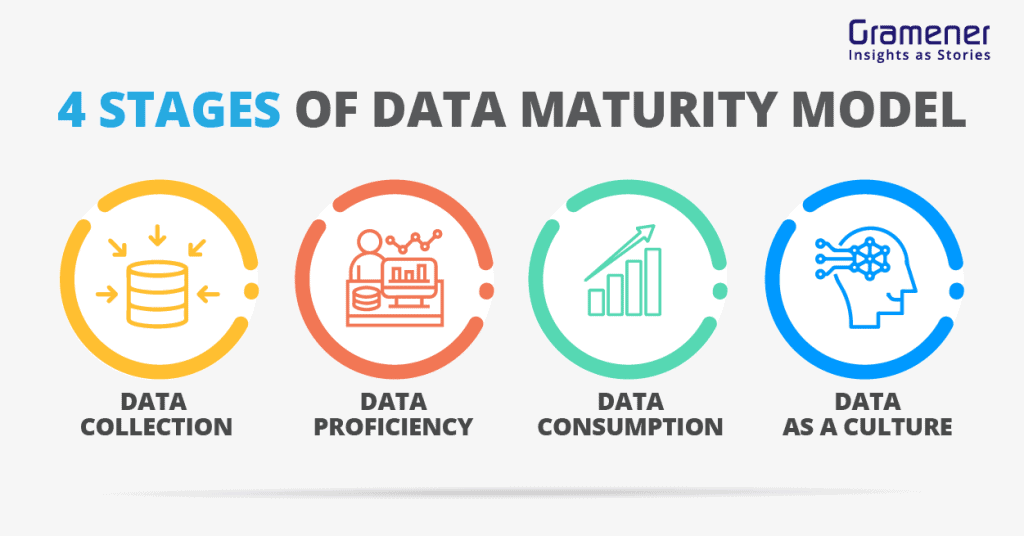 Gramener
Insights as Stories
4 STAGES OF DATA MATURITY MODEL
DATA
COLLECTION
DATA
PROFICIENCY
DATA
CONSUMPTION
DATA
AS A CULTURE